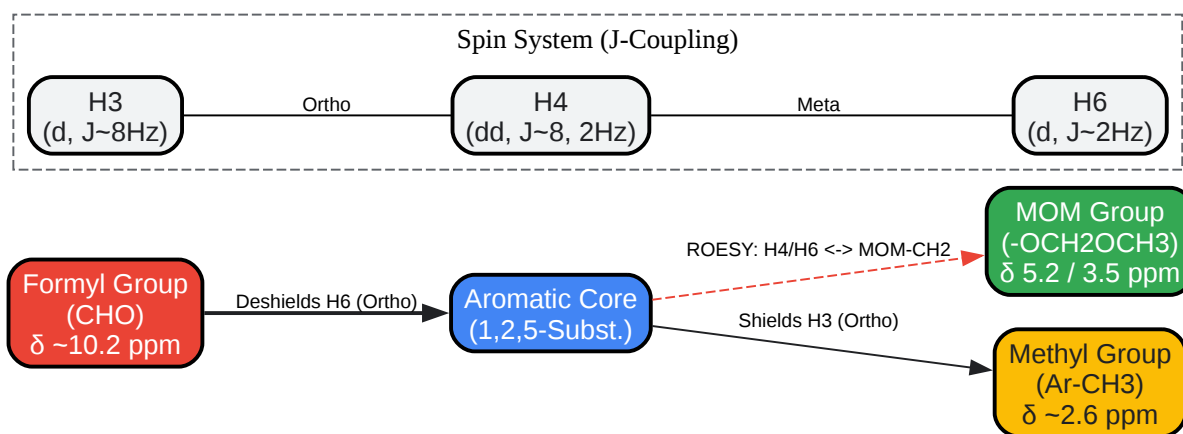 Spin System (J-Coupling)
H3
(d, J~8Hz)
Ortho
H4
(dd, J~8, 2Hz)
Meta
H6
(d, J~2Hz)
MOM Group
(-OCH2OCH3)
δ 5.2 / 3.5 ppm
ROESY: H4/H6 <-> MOM-CH2
Formyl Group
(CHO)
δ ~10.2 ppm
Deshields H6 (Ortho)
Aromatic Core
(1,2,5-Subst.)
Shields H3 (Ortho)
Methyl Group
(Ar-CH3)
δ ~2.6 ppm